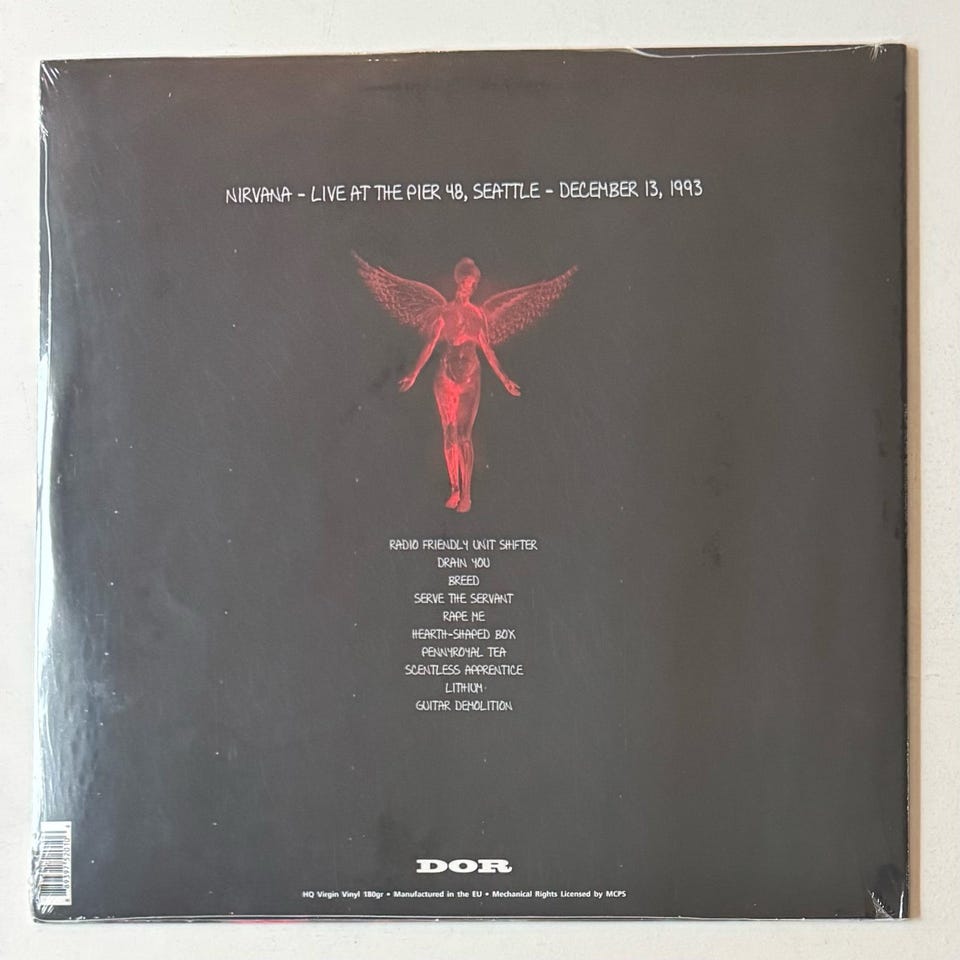 NIRVANA - LIVE AT THE PIER 48, SEATTLE - DECEMBER 13, 1993
RADIO FRIENDLY UNIT SHIFTER
DRAIN YOU
BREED
SERVE THE SERVANT
RAPE ME
HEARTH-SHAPED BOX
PENNYROYAL TEA
SCENTLESS APPRENTICE
LITHIUM
GUITAR DEMOLITION
DOR
HQ Virgin Vinyl 180gr • Manufactured in the EU • Mechanical Rights Licensed by MCPS